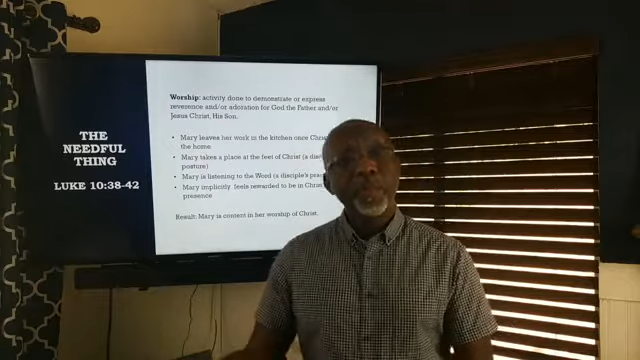 THE
NEEDFUL
THING
LUKE 10:38-42
Worship: activity done to demonstrate or express
reverence and/or adoration for God the Father and/or
Jesus Christ, His Son.
• Mary leaves her work in the kitchen once
the home
• Mary takes a place at the feet of Christ (a
posture)
• Mary is listening to the Word (a disciple's
• Mary implicitly feels rewarded to be in
presence
Result: Mary is content in her worship of Christ.